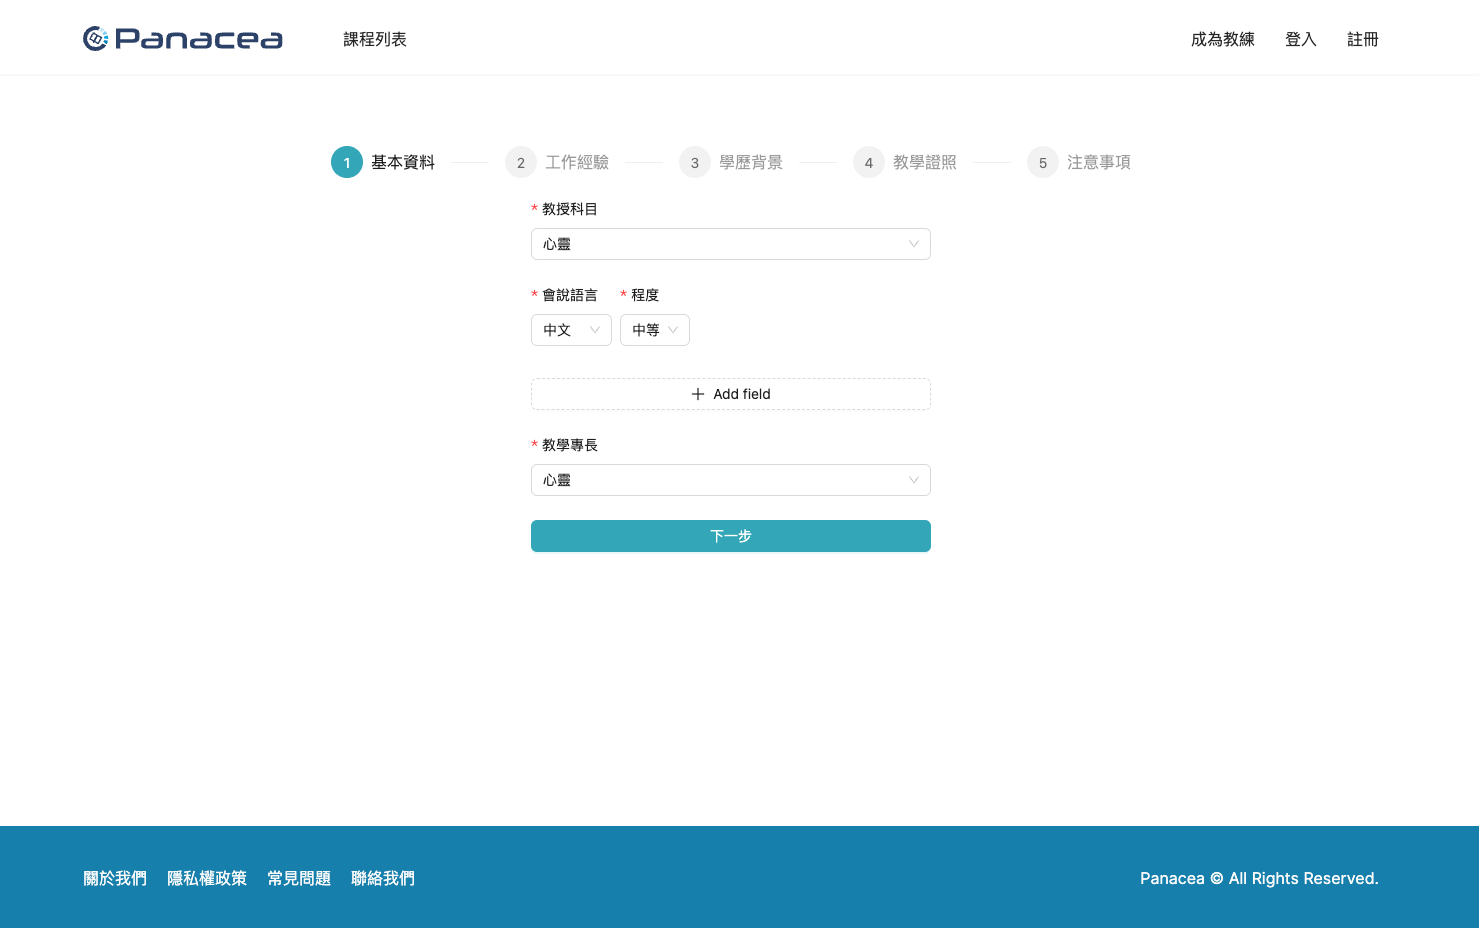 Panacea 課程列表 成為教練 登入 註冊
1 基本資料 2 工作經驗 3 學歷背景 4 教學證照 5 注意事項
* 教授科目
心靈
* 會說語言 * 程度
中文 中等
+ Add field
* 教學專長
心靈
下一步
關於我們 隱私權政策 常見問題 聯絡我們 Panacea © All Rights Reserved.